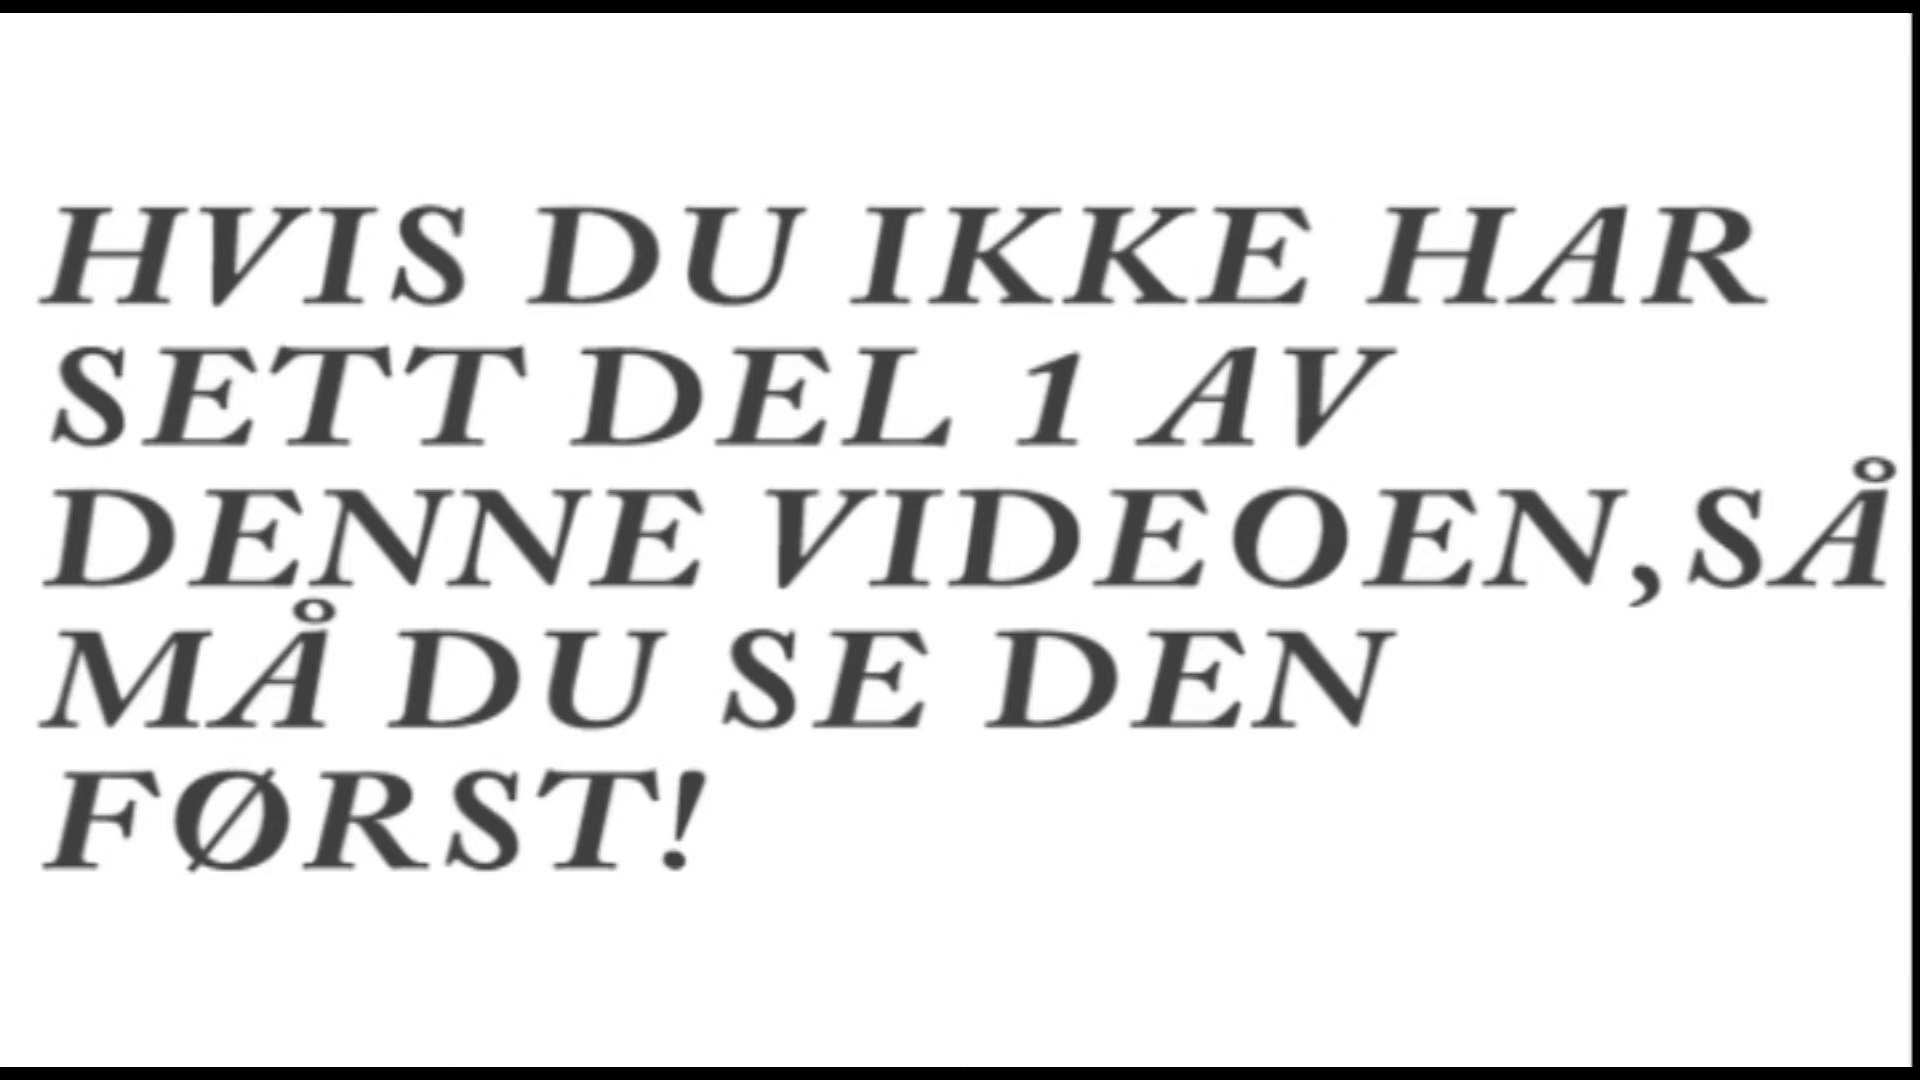 HVIS DU IKKE HAR
SETT DEL 1 AV
DENNE VIDEOEN,SÅ
MÅ DU SE DEN
FØRST!